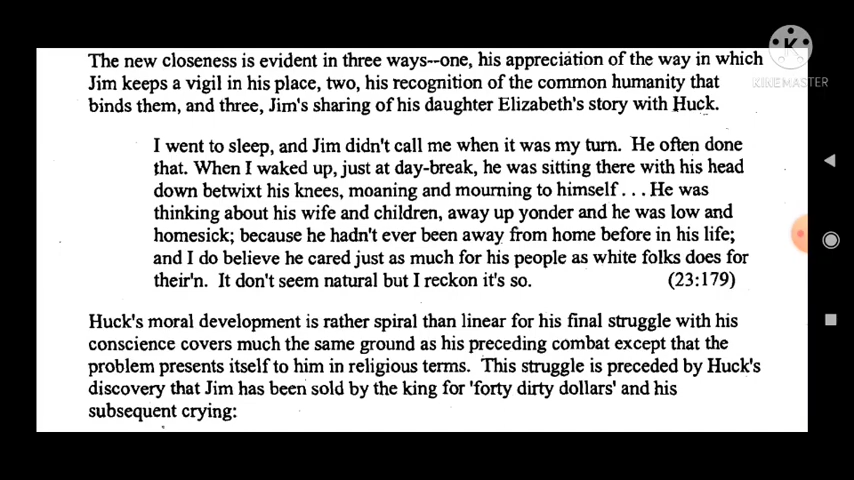 The new closeness is evident in three ways--one, his appreciation of the way in which
Jim keeps a vigil in his place, two, his recognition of the common humanity that
binds them, and three, Jim's sharing of his daughter Elizabeth's story with Huck.
I went to sleep, and Jim didn't call me when it was my turn. He often done
that. When I waked up, just at day-break, he was sitting there with his head
down betwixt his knees, moaning and mourning to himself . . . He was
thinking about his wife and children, away up yonder and he was low and
homesick; because he hadn't ever been away from home before in his life;
and I do believe he cared just as much for his people as white folks does for
their'n. It don't seem natural but I reckon it's so. (23:179)
Huck's moral development is rather spiral than linear for his final struggle with his
conscience covers much the same ground as his preceding combat except that the
problem presents itself to him in religious terms. This struggle is preceded by Huck's
discovery that Jim has been sold by the king for 'forty dirty dollars' and his
subsequent crying:
KINEMASTER